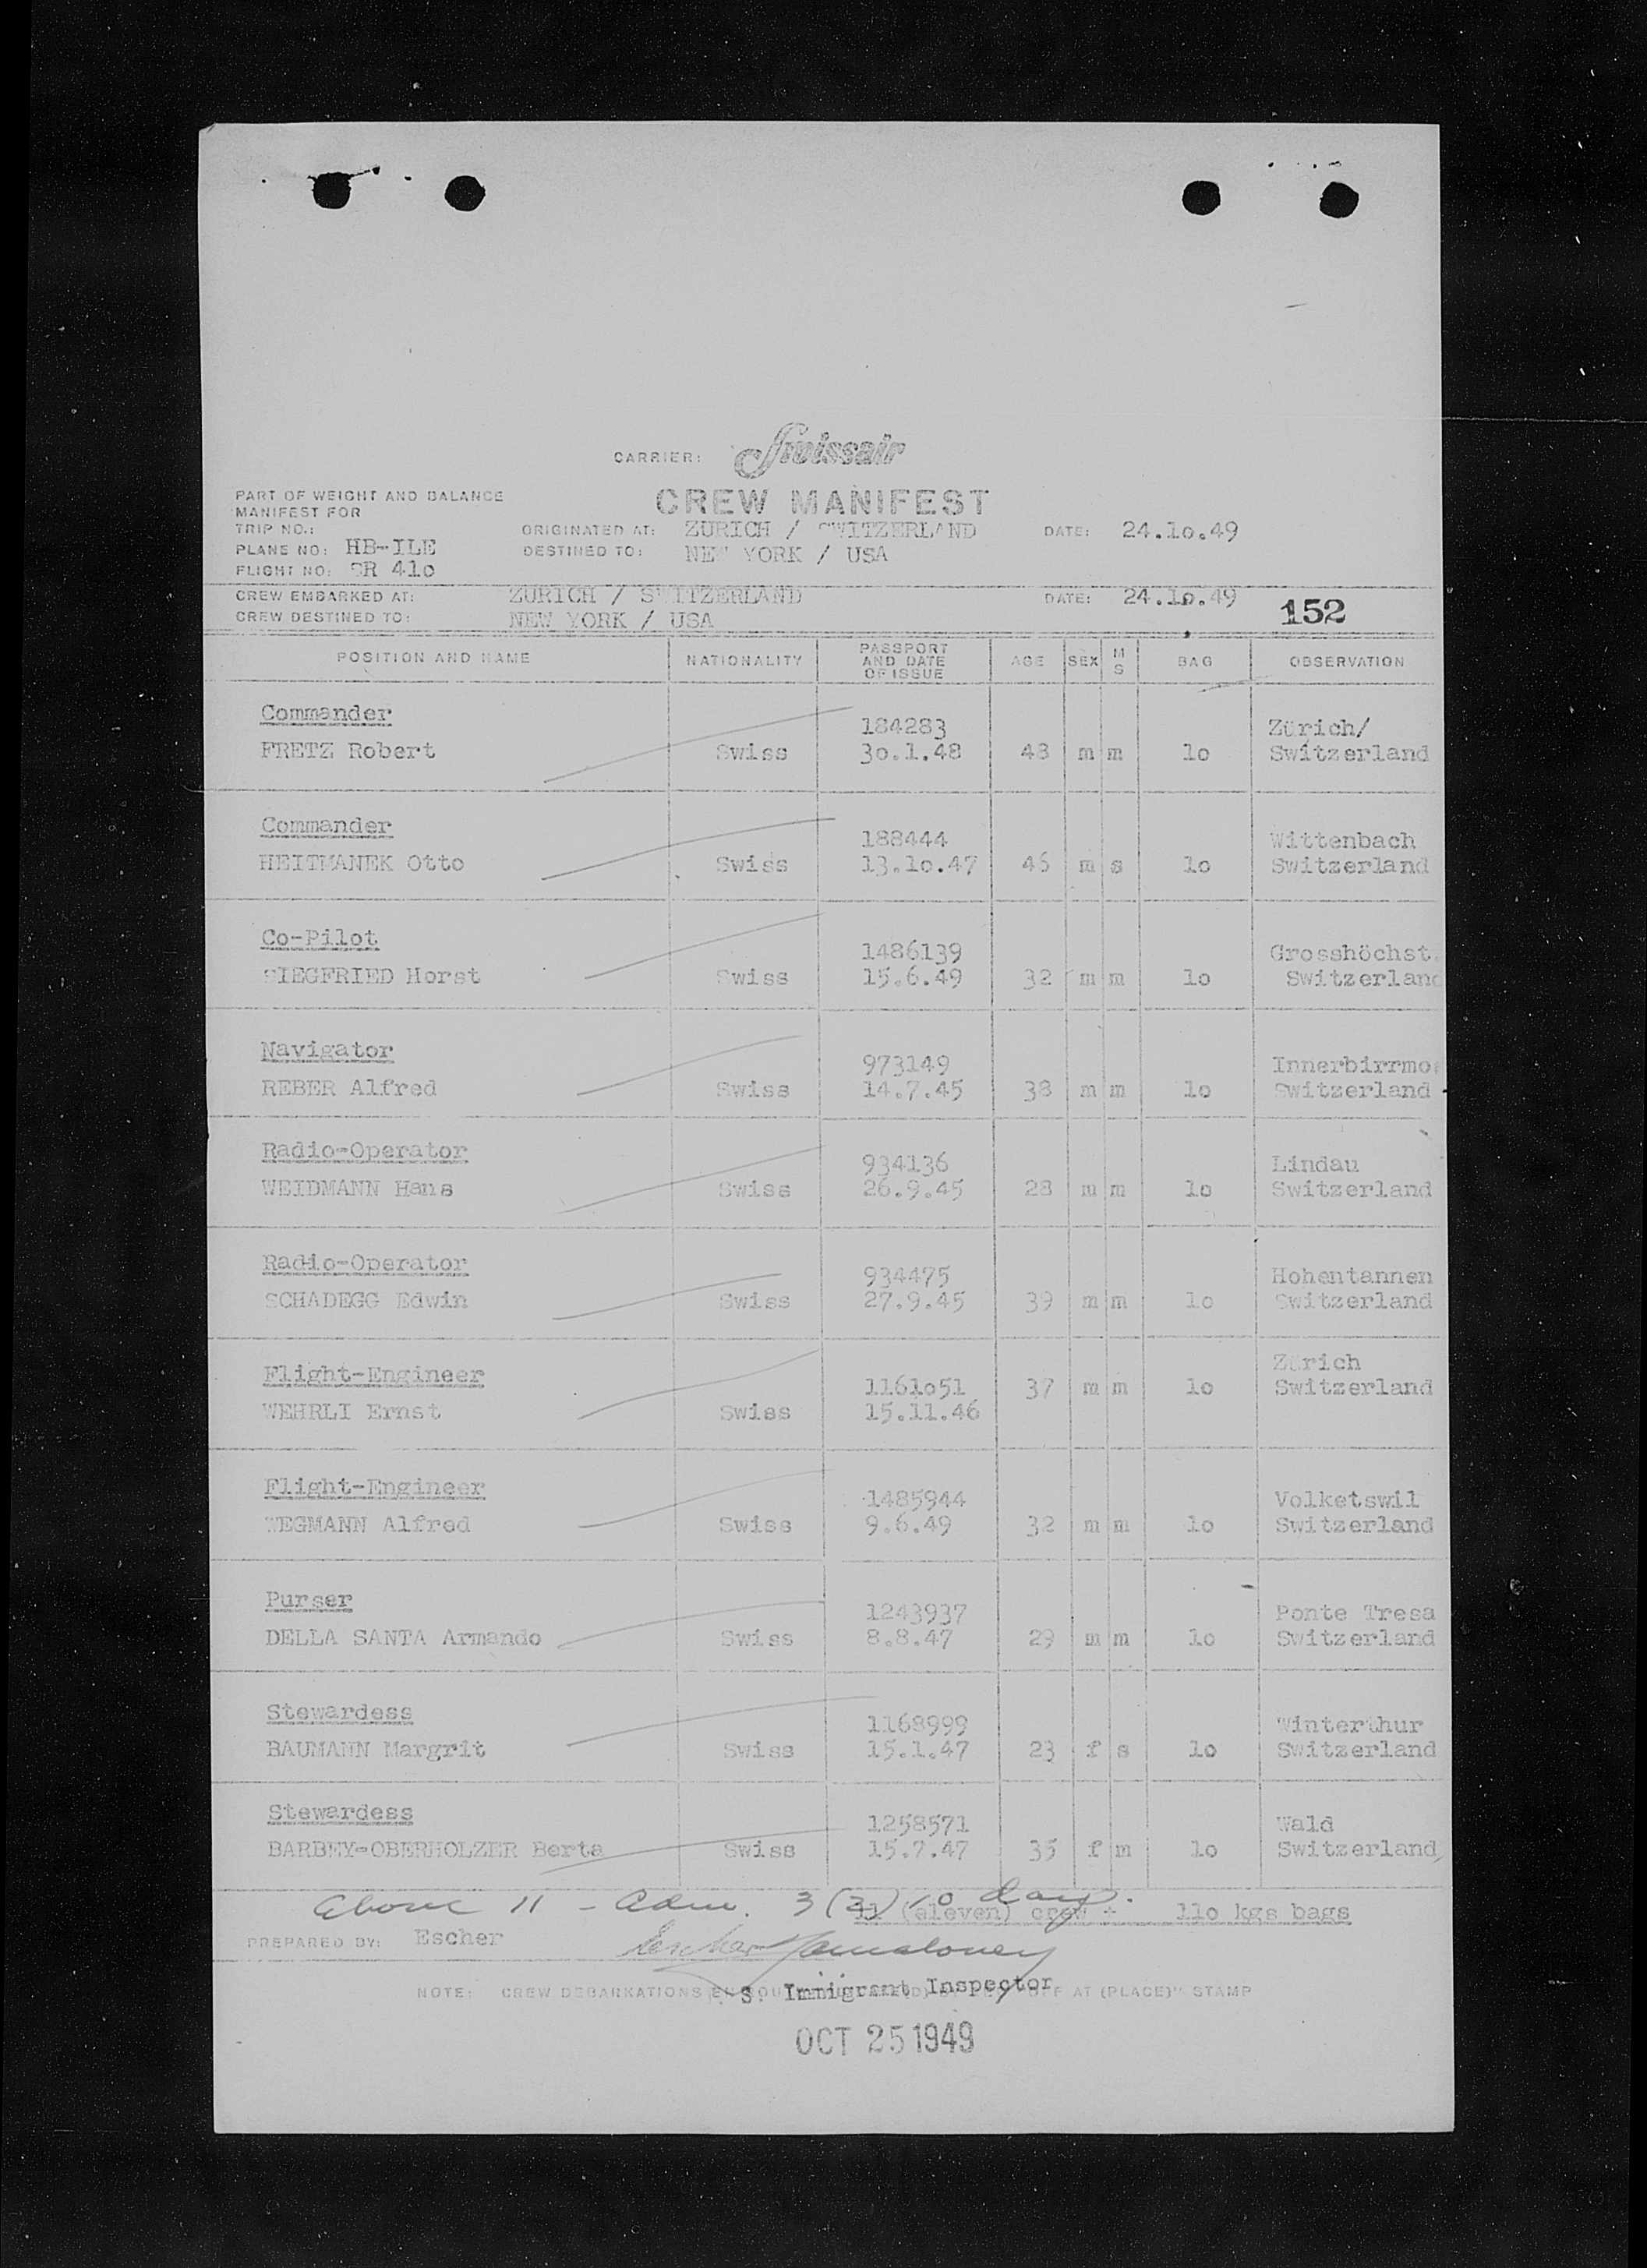 CARRIER: Swissair
CREW MANIFEST
PART OF WEIGHT AND BALANCE
MANIFEST FOR
TRIP NO.:
PLANE NO: HB-ILE
FLIGHT NO: SR 41o
ORIGINATED AT: ZURICH / SWITZERLAND DATE: 24.1o.49
DESTINED TO: NEW YORK / USA
CREW EMBARKED AT: ZURICH / SWITZERLAND DATE: 24.1o.49
CREW DESTINED TO: NEW YORK / USA
152
POSITION AND NAME NATIONALITY PASSPORT AND DATE OF ISSUE AGE SEX M S BAG OBSERVATION
Commander 184283 Zürich/
FRETZ Robert Swiss 3o.1.48 48 m m 1o Switzerland
Commander 188444 Wittenbach
HEITMANEK Otto Swiss 13.1o.47 46 m s 1o Switzerland
Co-Pilot 1486139 Grosshöchst.
SIEGFRIED Horst Swiss 15.6.49 32 m m 1o Switzerland
Navigator 973149 Innerbirrmo
REBER Alfred Swiss 14.7.45 38 m m 1o Switzerland
Radio-Operator 934136 Lindau
WEIDMANN Hans Swiss 26.9.45 28 m m 1o Switzerland
Radio-Operator 934475 Hohentannen
SCHADEGG Edwin Swiss 27.9.45 39 m m 1o Switzerland
Zürich
Flight-Engineer 1161o51 37 m m 1o Switzerland
WEHRLI Ernst Swiss 15.11.46
Flight-Engineer 1485944 Volketswil
WEGMANN Alfred Swiss 9.6.49 32 m m 1o Switzerland
Purser 1243937 Ponte Tresa
DELLA SANTA Armando Swiss 8.8.47 29 m m 1o Switzerland
Stewardess 1168999 Winterthur
BAUMANN Margrit Swiss 15.1.47 23 f s 1o Switzerland
Stewardess 1258571 Wald
BARBEY-OBERHOLZER Berta Swiss 15.7.47 35 f m 1o Switzerland
Above 11 - Adm. 3(2) 10 days.
11 (eleven) crew + 11o kgs bags
PREPARED BY: Escher Escher
S. Immigrant Inspector
NOTE: CREW DEBARKATIONS AT (PLACE)" STAMP
OCT 25 1949